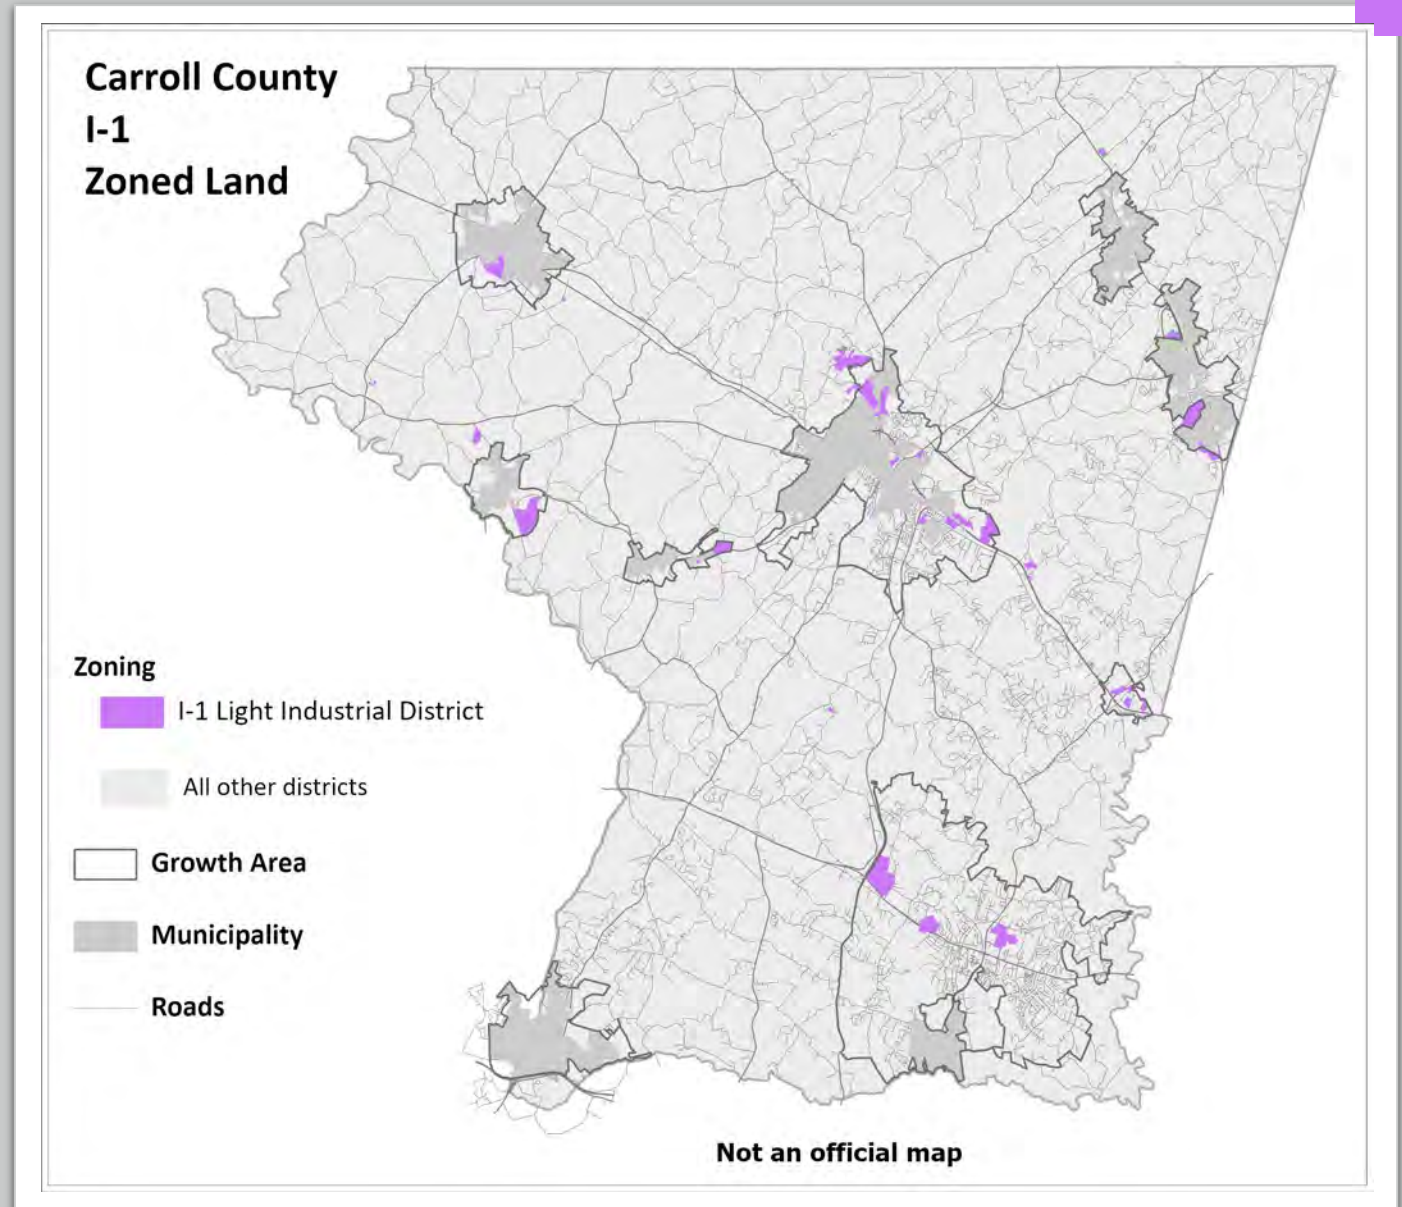 Carroll County
I-1
Zoned Land
Zoning
I-1 Light Industrial District
All other districts
Growth Area
Municipality
Roads
Not an official map